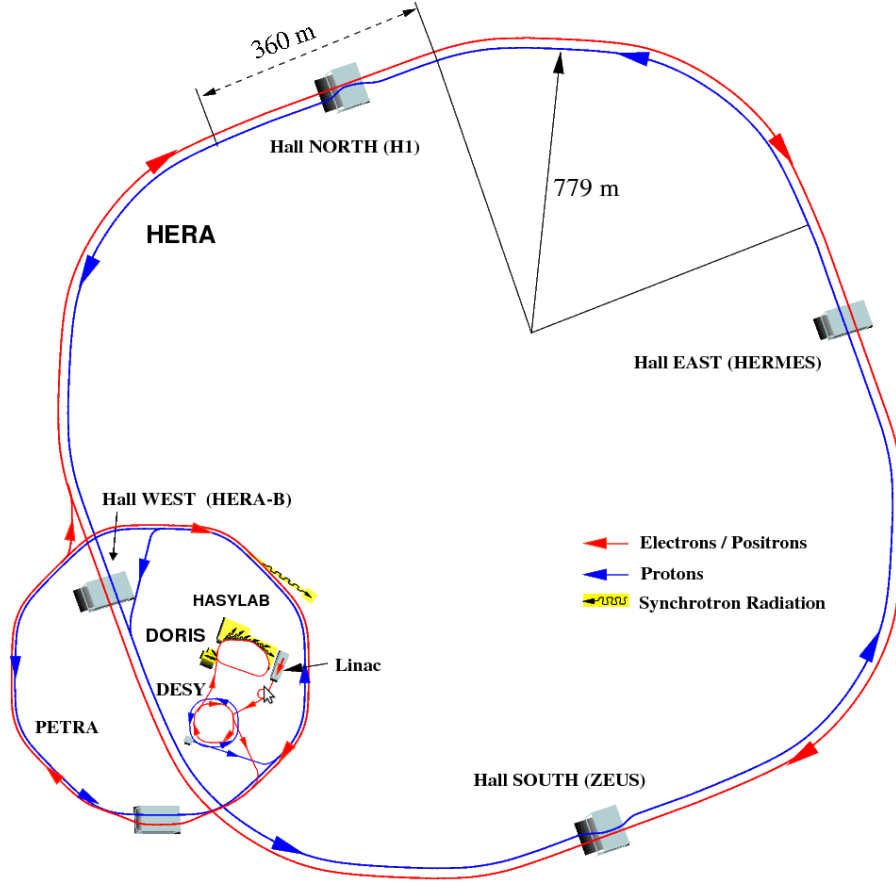 360 m
Hall NORTH (H1)
779 m
HERA
Hall EAST (HERMES)
Hall WEST (HERA-B)
Electrons / Positrons
Protons
Synchrotron Radiation
HASYLAB
DORIS
Linac
DESY
PETRA
Hall SOUTH (ZEUS)